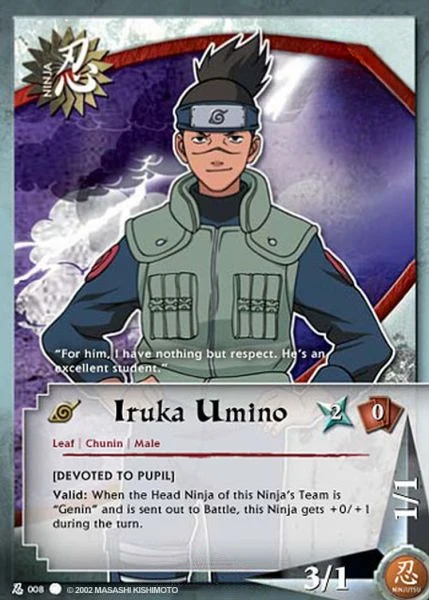 NINJA
忍
"For him, I have nothing but respect. He's an
excellent student."
Iruka Umino
2
0
Leaf | Chunin | Male
[DEVOTED TO PUPIL]
Valid: When the Head Ninja of this Ninja's Team is
"Genin" and is sent out to Battle, this Ninja gets +0/+1
during the turn.
1/1
3/1
忍
NINJUTSU
忍 008 © 2002 MASASHI KISHIMOTO